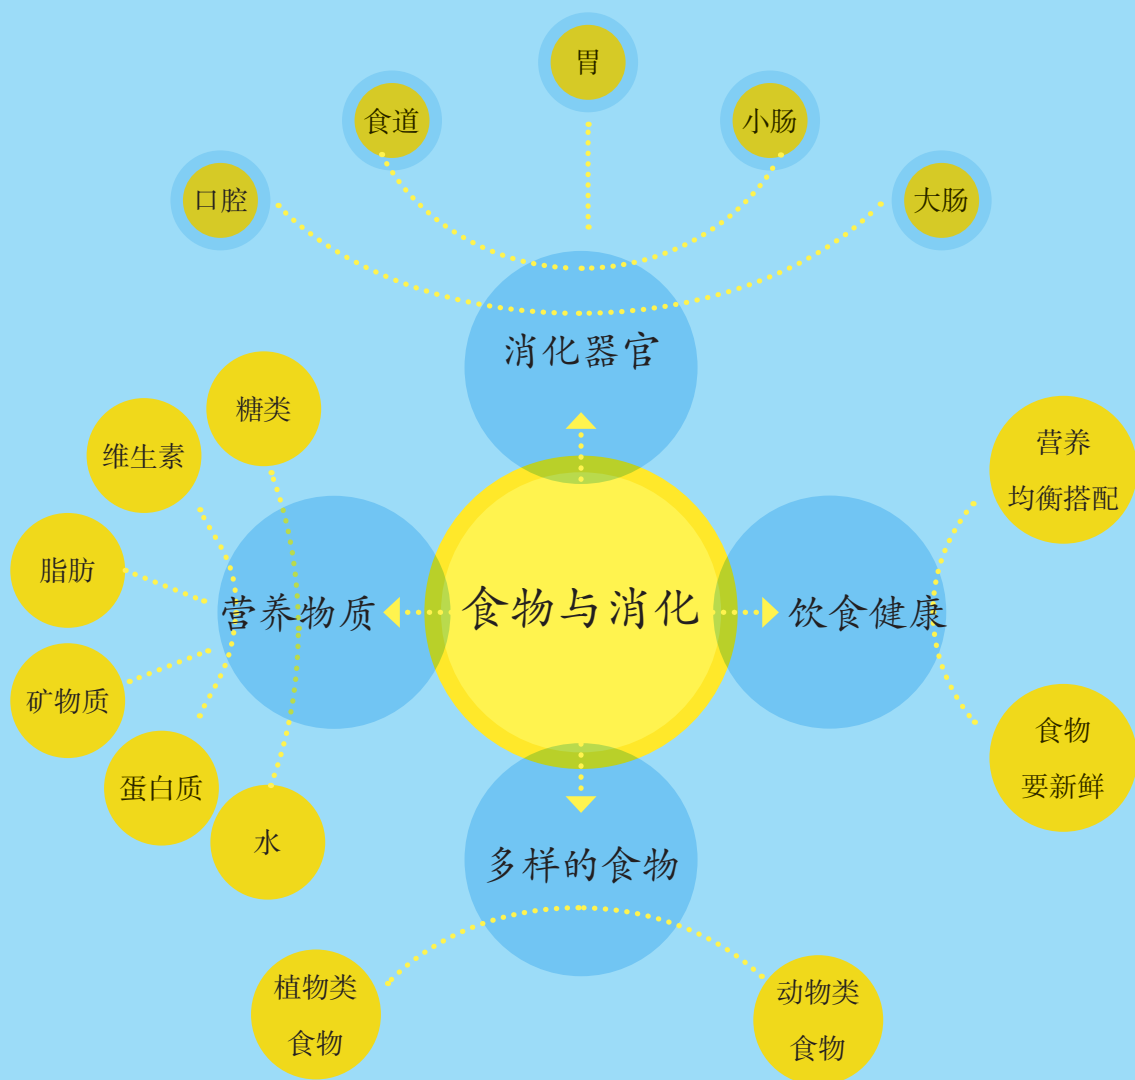 胃
食道
小肠
口腔
大肠
消化器官
糖类
维生素
脂肪
矿物质
蛋白质
水
营养物质
食物与消化
饮食健康
营养
均衡搭配
食物
要新鲜
多样的食物
植物类
食物
动物类
食物